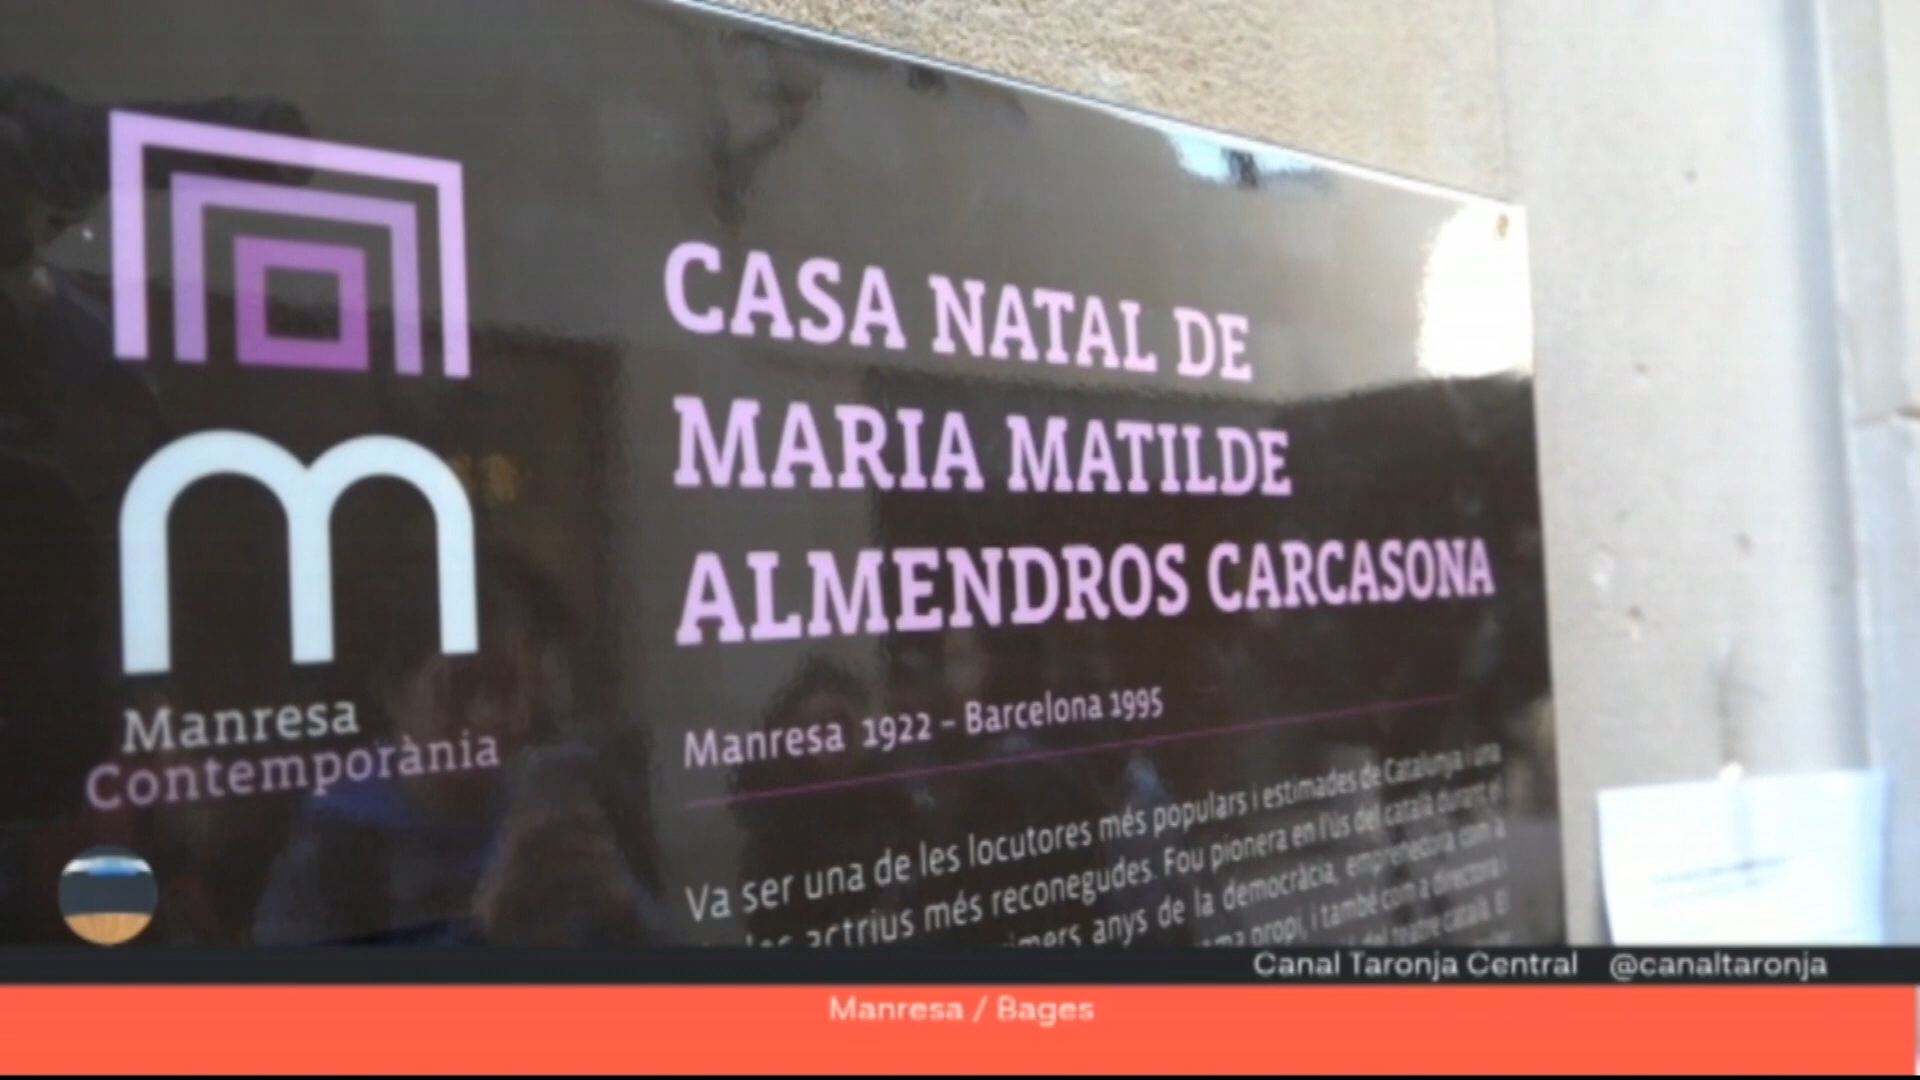 m
Manresa
Contemporània
CASA NATAL DE
MARIA MATILDE
ALMENDROS CARCASONA
Manresa 1922 - Barcelona 1995
Va ser una de les locutores més populars i estimades de Catalunya i una
actrius més reconegudes. Fou pionera en l'ús del català durant el
anys de la democràcia, emprenedora com a
propi, i també com a directora i
del teatre català. El
Canal Taronja Central @canaltaronja
Manresa / Bages